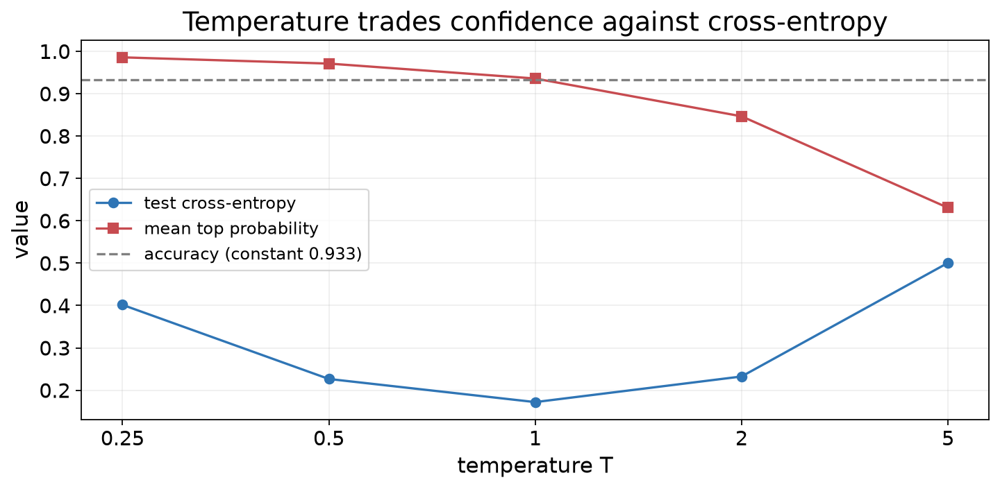 Temperature trades confidence against cross-entropy
1.0
0.9
0.8
0.7
0.6
0.5
0.4
0.3
0.2
value
test cross-entropy
mean top probability
accuracy (constant 0.933)
0.25 0.5 1 2 5
temperature T